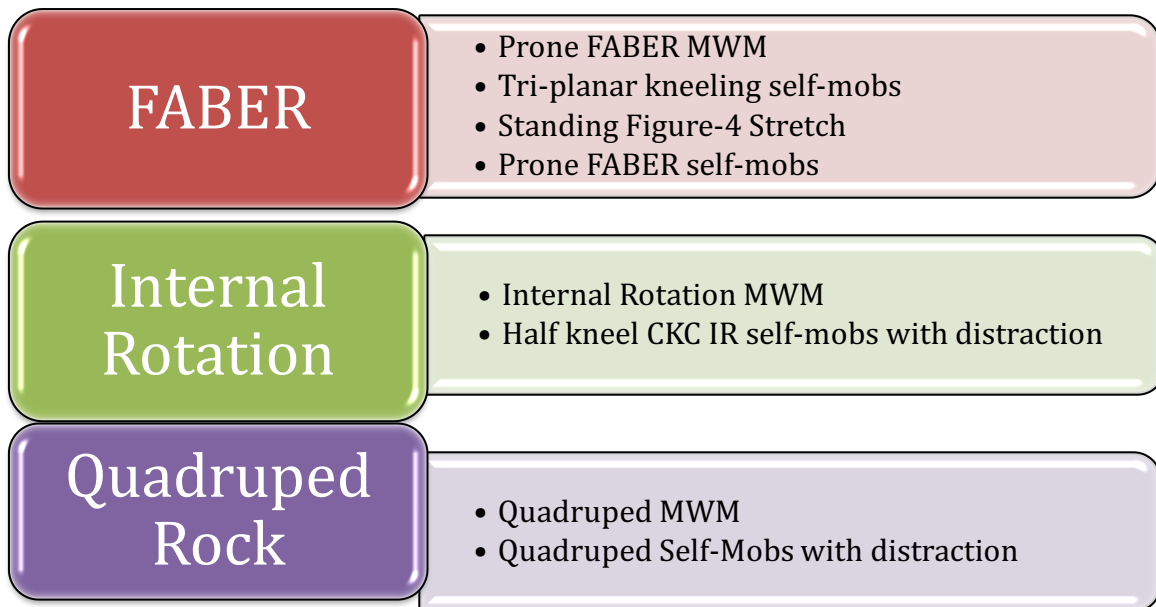 FABER
• Prone FABER MWM
• Tri-planar kneeling self-mobs
• Standing Figure-4 Stretch
• Prone FABER self-mobs
Internal
Rotation
• Internal Rotation MWM
• Half kneel CKC IR self-mobs with distraction
Quadruped
Rock
• Quadruped MWM
• Quadruped Self-Mobs with distraction